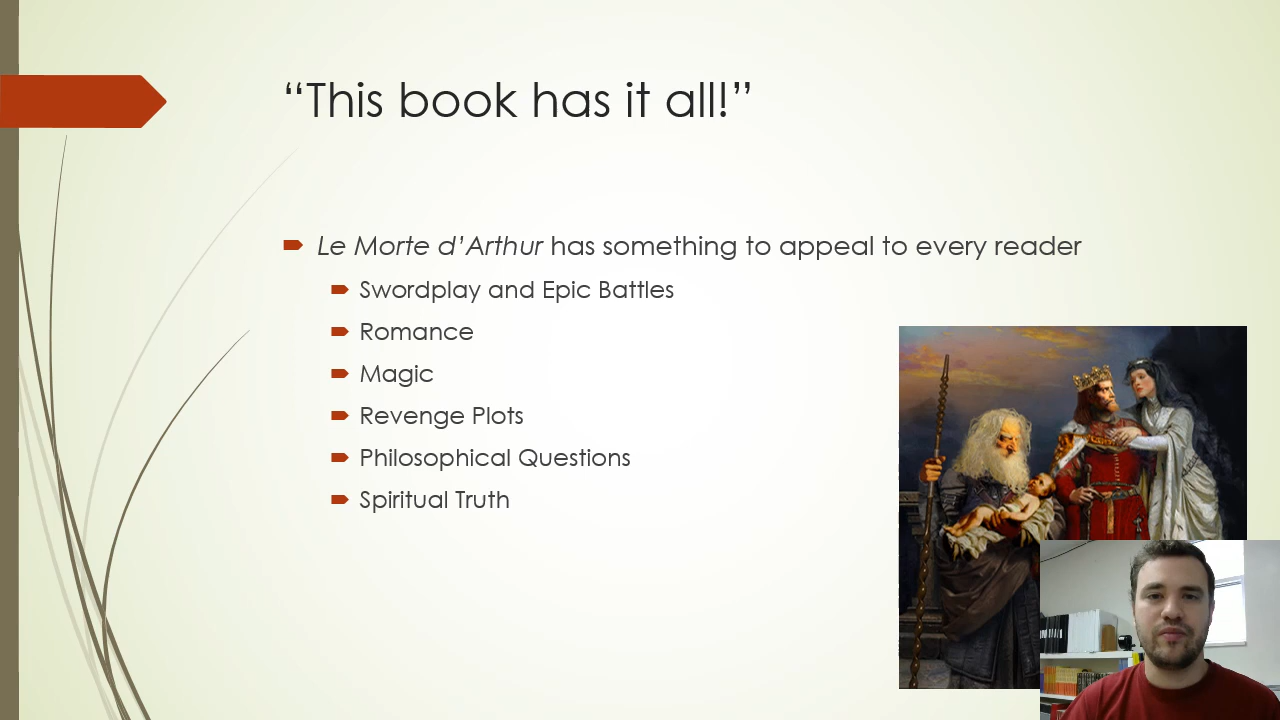 “This book has it all!”
Le Morte d’Arthur has something to appeal to every reader
Swordplay and Epic Battles
Romance
Magic
Revenge Plots
Philosophical Questions
Spiritual Truth